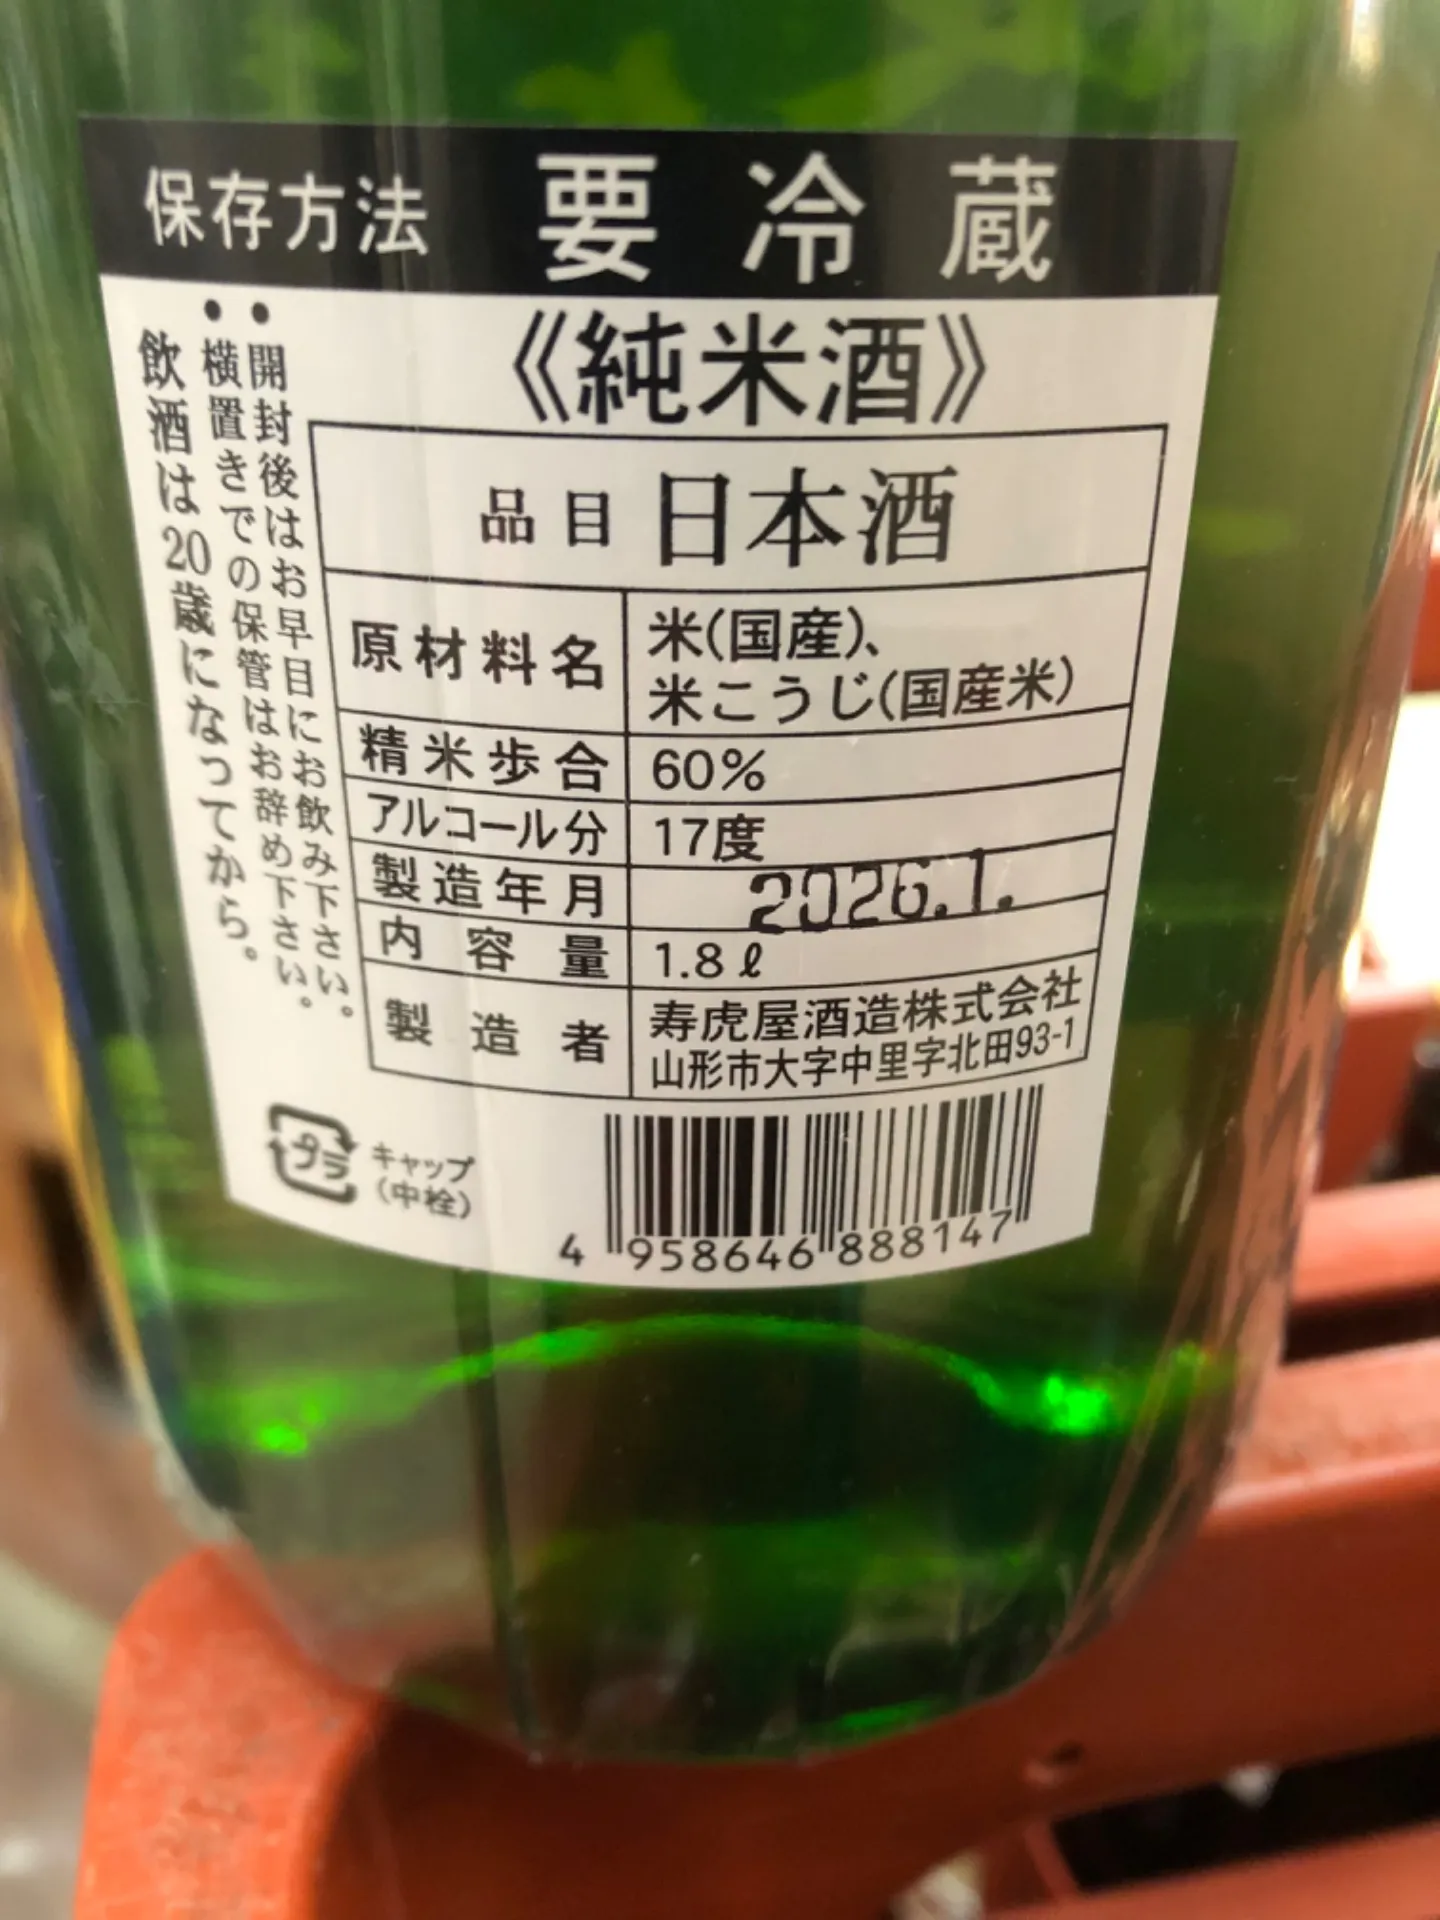 保存方法 要冷蔵
《純米酒》
品目 日本酒
原材料名 米(国産)、
米こうじ(国産米)
精米歩合 60%
アルコール分 17度
製造年月 2026.1.
内容量 1.8ℓ
製造者 寿虎屋酒造株式会社
山形市大字中里字北田93-1
・開封後はお早目にお飲み下さい。
・横置きでの保管はお辞め下さい。
飲酒は20歳になってから。
プラ キャップ
(中栓)
4 958646 888147